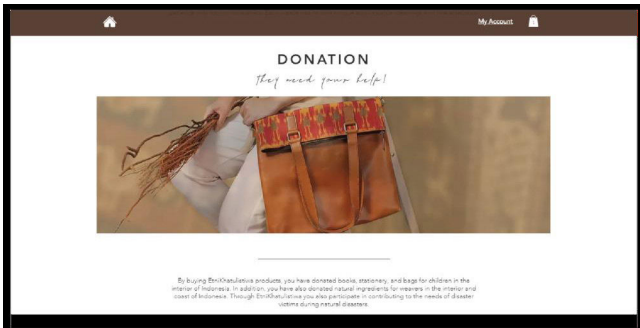 My Account
DONATION
They need your help!
By buying EtniKhatulistiwa products, you have donated books, stationary, and bags for children in the
interior of Indonesia. In addition, you have also donated natural ingredients for weavers in the interior and
coast of Indonesia. Through EtniKhatulistiwa you also participate in contributing to the needs of disaster
victims during natural disasters.